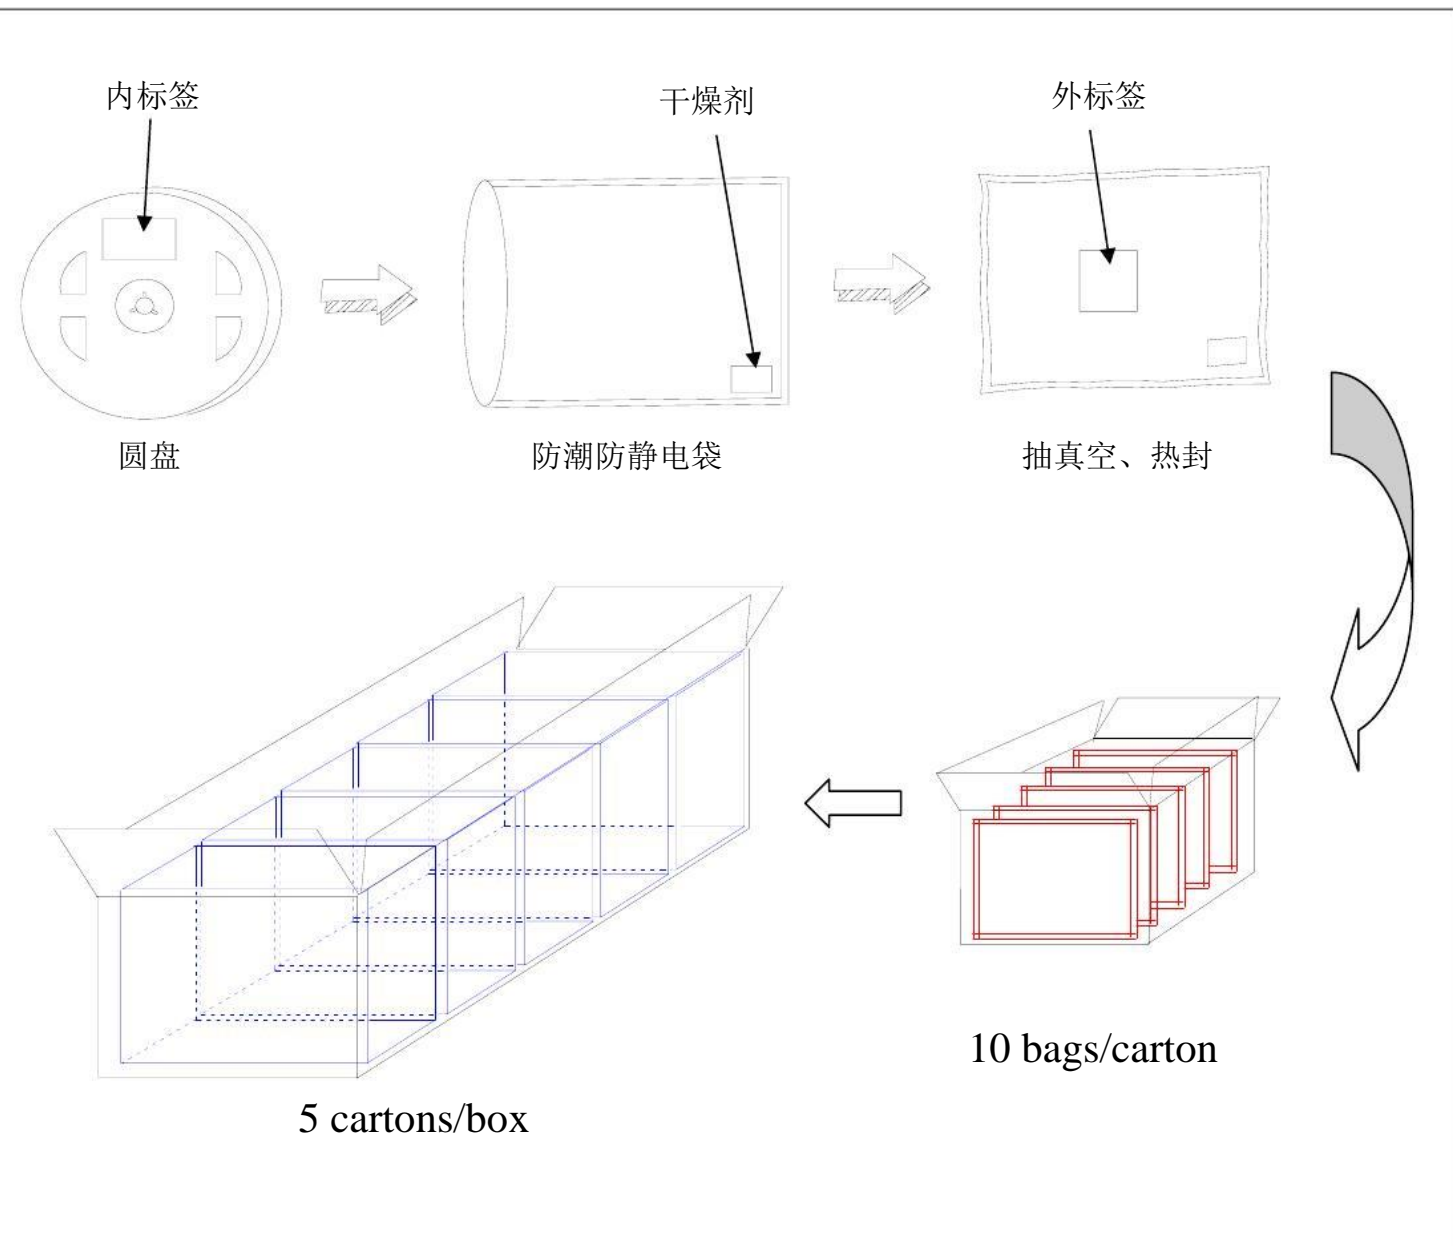 内标签
干燥剂
外标签
圆盘
防潮防静电袋
抽真空、热封
10 bags/carton
5 cartons/box